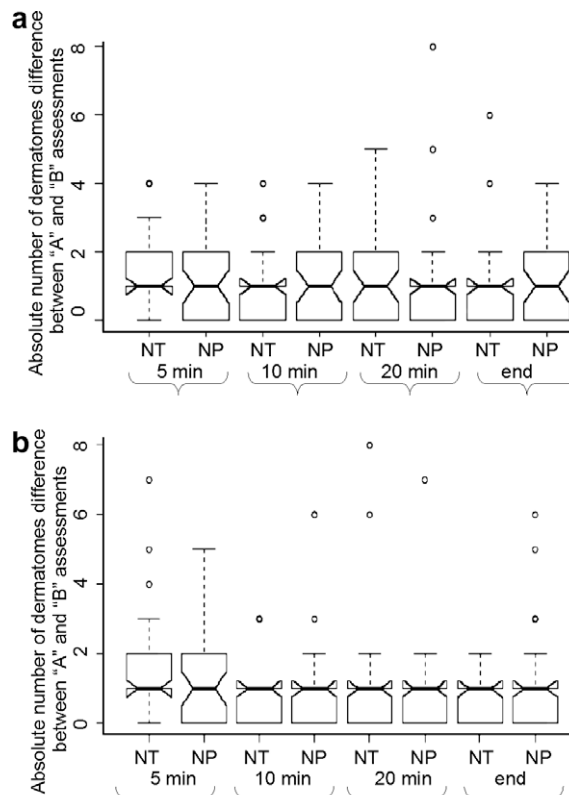 a
Absolute number of dermatomes difference
between “A” and “B” assessments
8
6
4
2
0
NT NP NT NP NT NP NT NP
5 min 10 min 20 min end
b
Absolute number of dermatomes difference
between “A” and “B” assessments
8
6
4
2
0
NT NP NT NP NT NP NT NP
5 min 10 min 20 min end